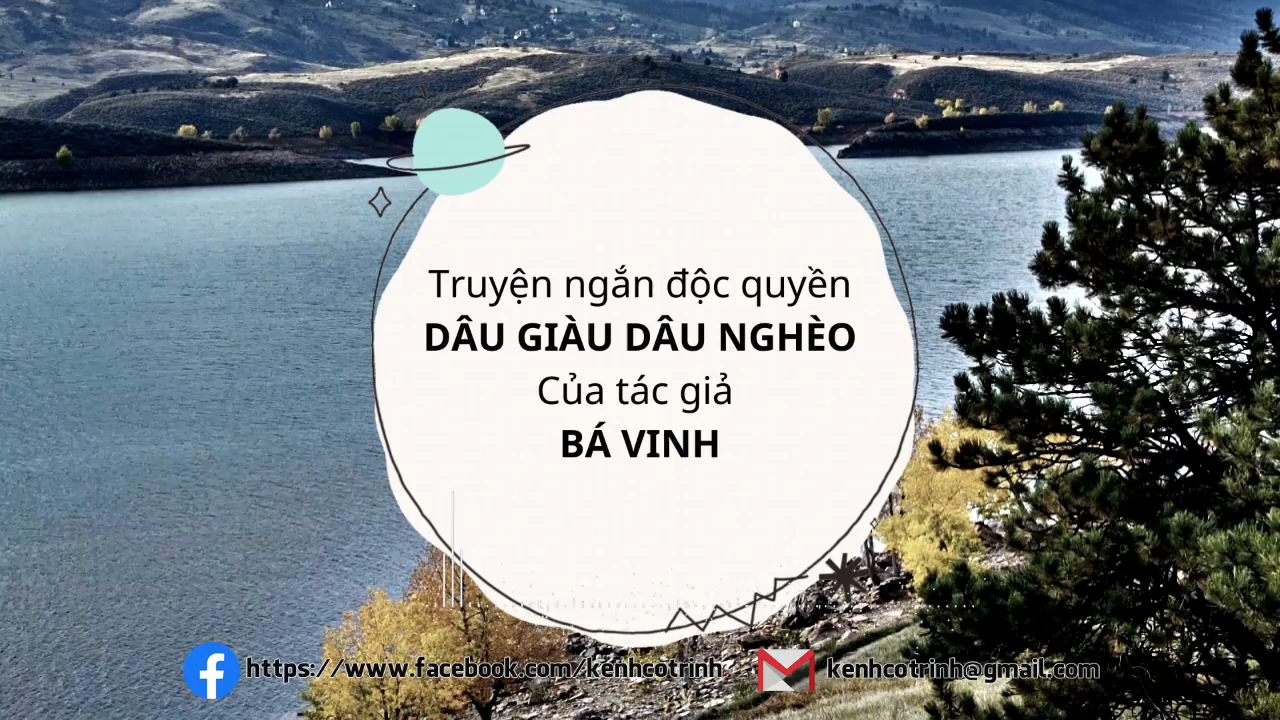 Truyện ngắn độc quyền
DÂU GIÀU DÂU NGHÈO
Của tác giả
BÁ VINH
https://www.facebook.com/kenhcotrinh
kenhcotrinh@gmail.com